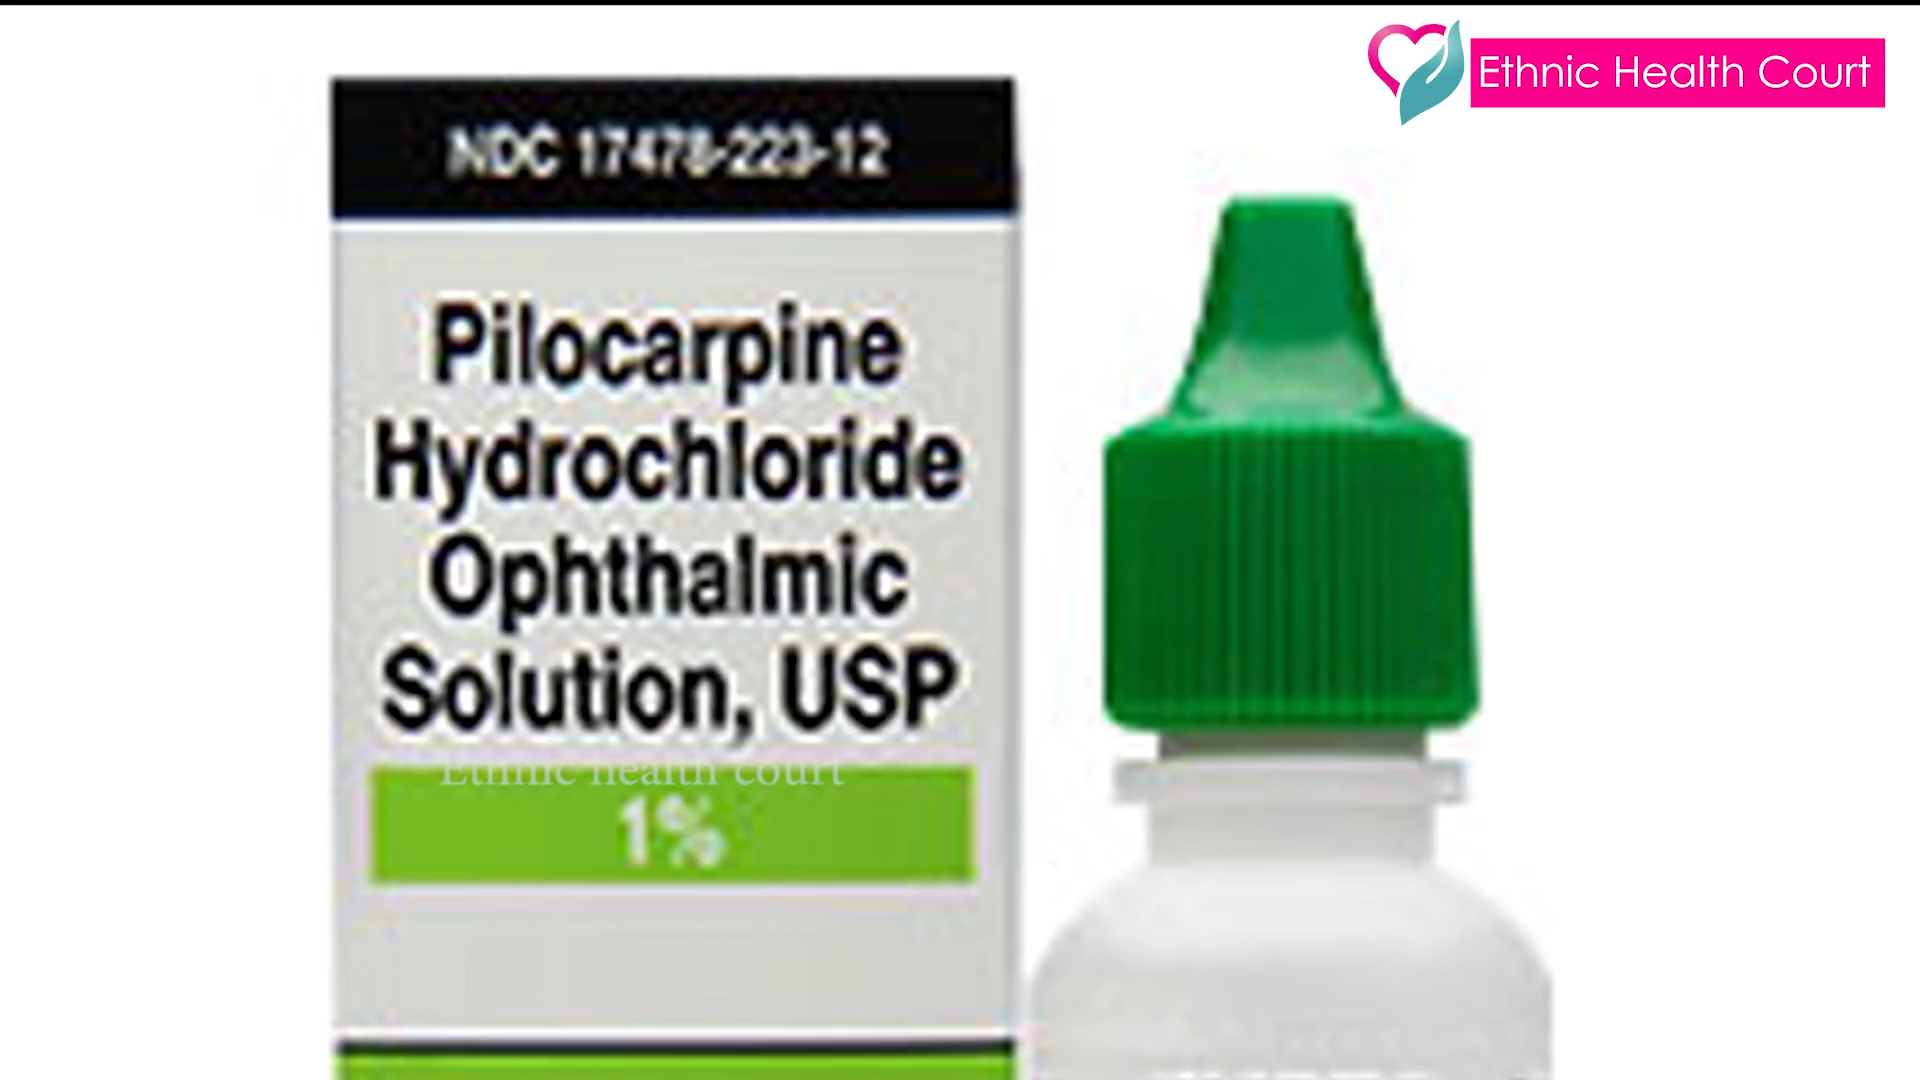 Ethnic Health Court
NDC 17478-223-12
Pilocarpine
Hydrochloride
Ophthalmic
Solution, USP
Ethnic health court
1%